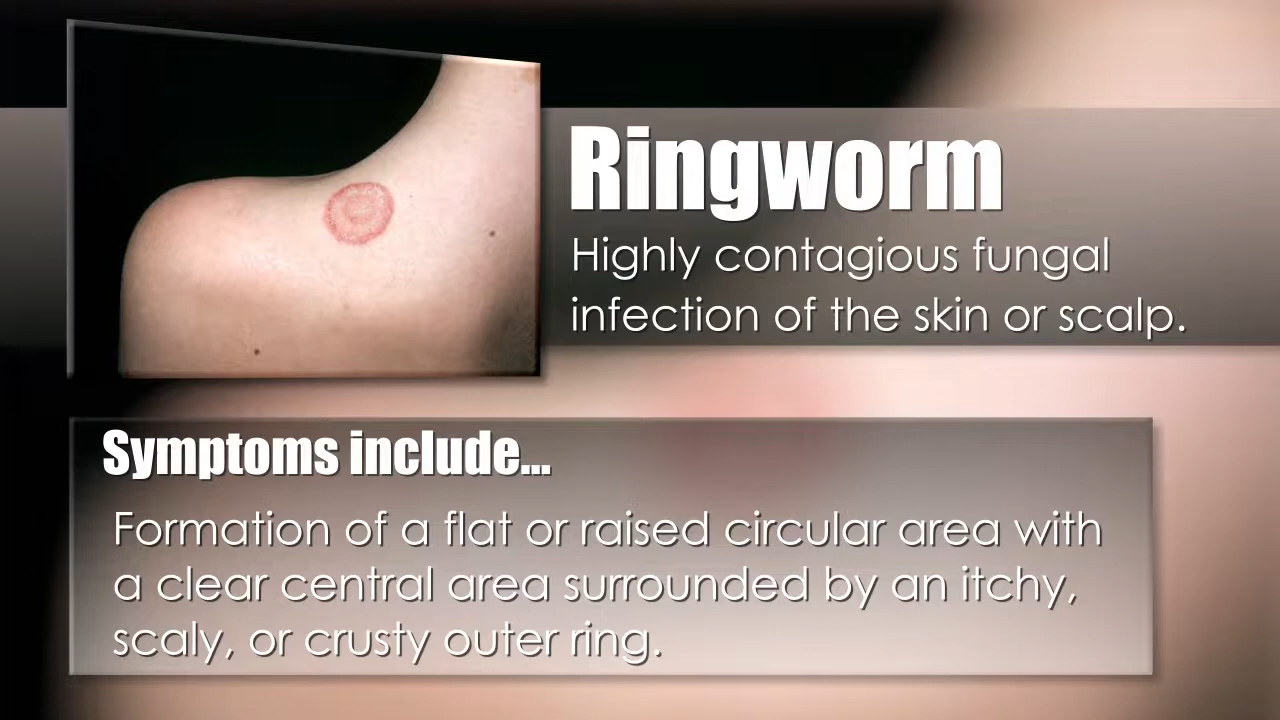 Ringworm
Highly contagious fungal
infection of the skin or scalp.
Symptoms include...
Formation of a flat or raised circular area with
a clear central area surrounded by an itchy,
scaly, or crusty outer ring.